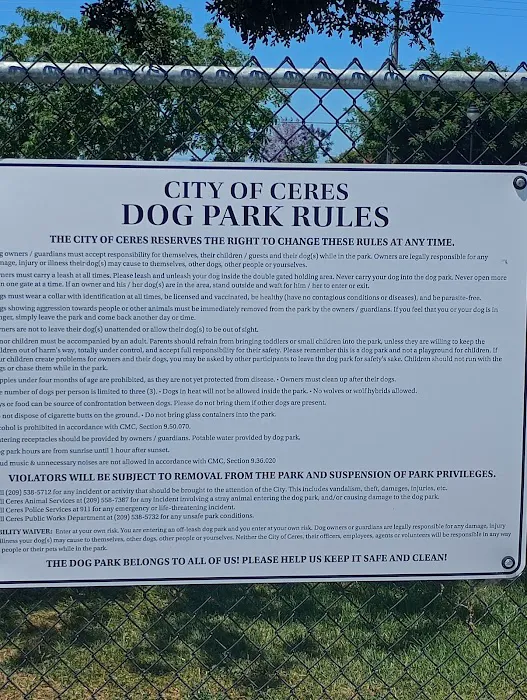 CITY OF CERES
DOG PARK RULES
THE CITY OF CERES RESERVES THE RIGHT TO CHANGE THESE RULES AT ANY TIME.
g owners / guardians must accept responsibility for themselves, their children / guests and their dog(s) while in the park. Owners are legally responsible for any
mage, injury or illness their dog(s) may cause to themselves, other dogs, other people or yourselves.
ners must carry a leash at all times. Please leash and unleash your dog inside the double gated holding area. Never carry your dog into the dog park. Never open more
n one gate at a time. If an owner and his / her dog(s) are in the area, stand outside and wait for him / her to enter or exit.
gs must wear a collar with identification at all times, be licensed and vaccinated, be healthy (have no contagious conditions or diseases), and be parasite-free.
gs showing aggression towards people or other animals must be immediately removed from the park by the owners / guardians. If you feel that you or your dog is in
nger, simply leave the park and come back another day or time.
ners are not to leave their dog(s) unattended or allow their dog(s) to be out of sight.
nor children must be accompanied by an adult. Parents should refrain from bringing toddlers or small children into the park, unless they are willing to keep the
ldren out of harm's way, totally under control, and accept full responsibility for their safety. Please remember this is a dog park and not a playground for children. If
ur children create problems for owners and their dogs, you may be asked by other participants to leave the dog park for safety's sake. Children should not run with the
gs or chase them while in the park.
ppies under four months of age are prohibited, as they are not yet protected from disease. • Owners must clean up after their dogs.
e number of dogs per person is limited to three (3). • Dogs in heat will not be allowed inside the park. • No wolves or wolf hybrids allowed.
ys or food can be source of confrontation between dogs. Please do not bring them if other dogs are present.
not dispose of cigarette butts on the ground. • Do not bring glass containers into the park.
cohol is prohibited in accordance with CMC, Section 9.50.070.
tering receptacles should be provided by owners / guardians. Potable water provided by dog park.
og park hours are from sunrise until 1 hour after sunset.
ud music & unnecessary noises are not allowed in accordance with CMC, Section 9.36.020
VIOLATORS WILL BE SUBJECT TO REMOVAL FROM THE PARK AND SUSPENSION OF PARK PRIVILEGES.
ll (209) 538-5712 for any incident or activity that should be brought to the attention of the City. This includes vandalism, theft, damages, injuries, etc.
ll Ceres Animal Services at (209) 558-7387 for any incident involving a stray animal entering the dog park, and/or causing damage to the dog park.
ll Ceres Police Services at 911 for any emergency or life-threatening incident.
ll Ceres Public Works Department at (209) 538-5732 for any unsafe park conditions.
BILITY WAIVER: Enter at your own risk. You are entering an off-leash dog park and you enter at your own risk. Dog owners or guardians are legally responsible for any damage, injury
illness your dog(s) may cause to themselves, other dogs, other people or yourselves. Neither the City of Ceres, their officers, employees, agents or volunteers will be responsible in any way
people or their pets while in the park.
THE DOG PARK BELONGS TO ALL OF US! PLEASE HELP US KEEP IT SAFE AND CLEAN!